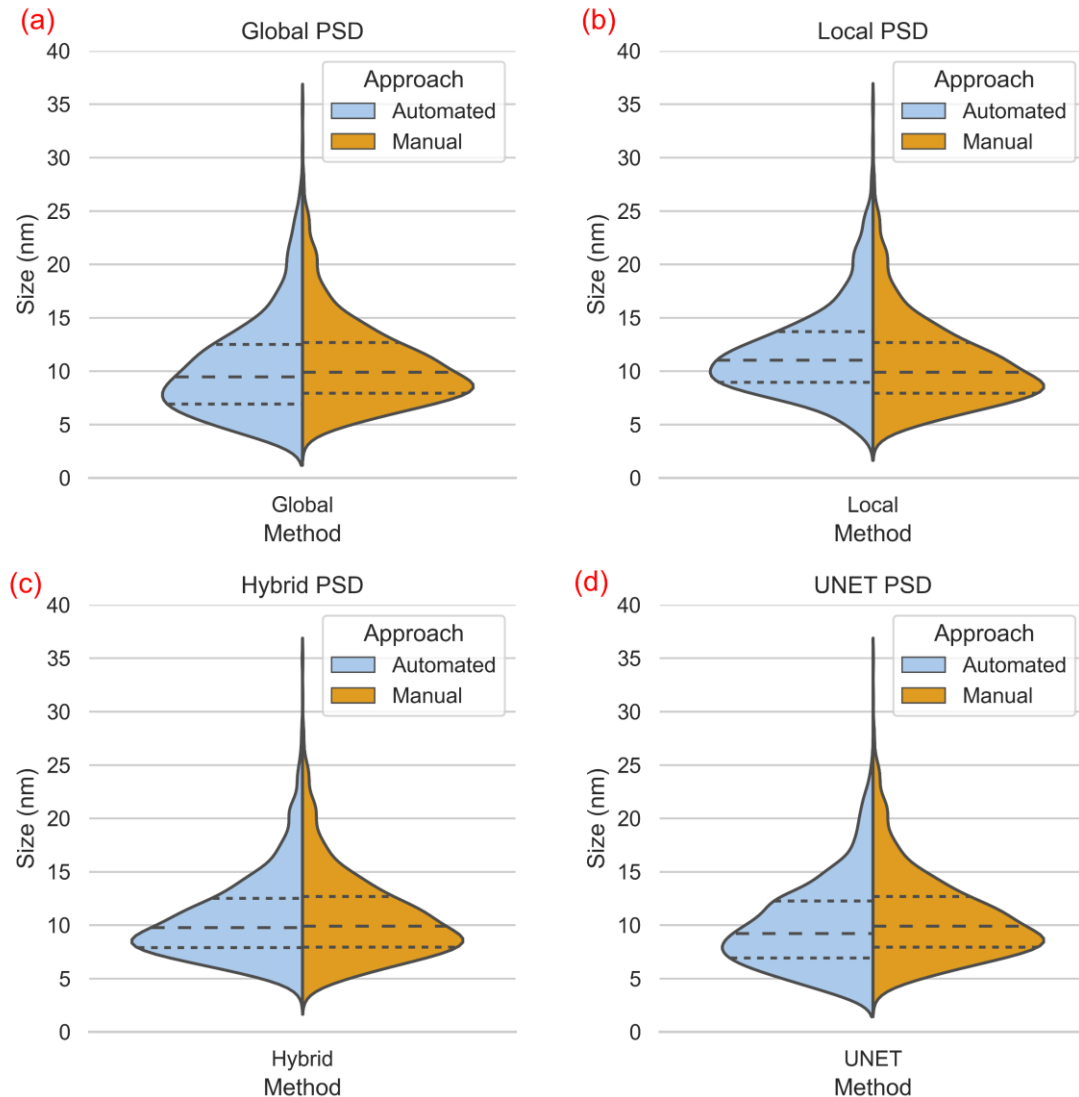 (a)
Global PSD
40
35
30
25
20
15
10
5
0
Size (nm)
Approach
Automated
Manual
Global
Method
(b)
Local PSD
40
35
30
25
20
15
10
5
0
Size (nm)
Approach
Automated
Manual
Local
Method
(c)
Hybrid PSD
40
35
30
25
20
15
10
5
0
Size (nm)
Approach
Automated
Manual
Hybrid
Method
(d)
UNET PSD
40
35
30
25
20
15
10
5
0
Size (nm)
Approach
Automated
Manual
UNET
Method